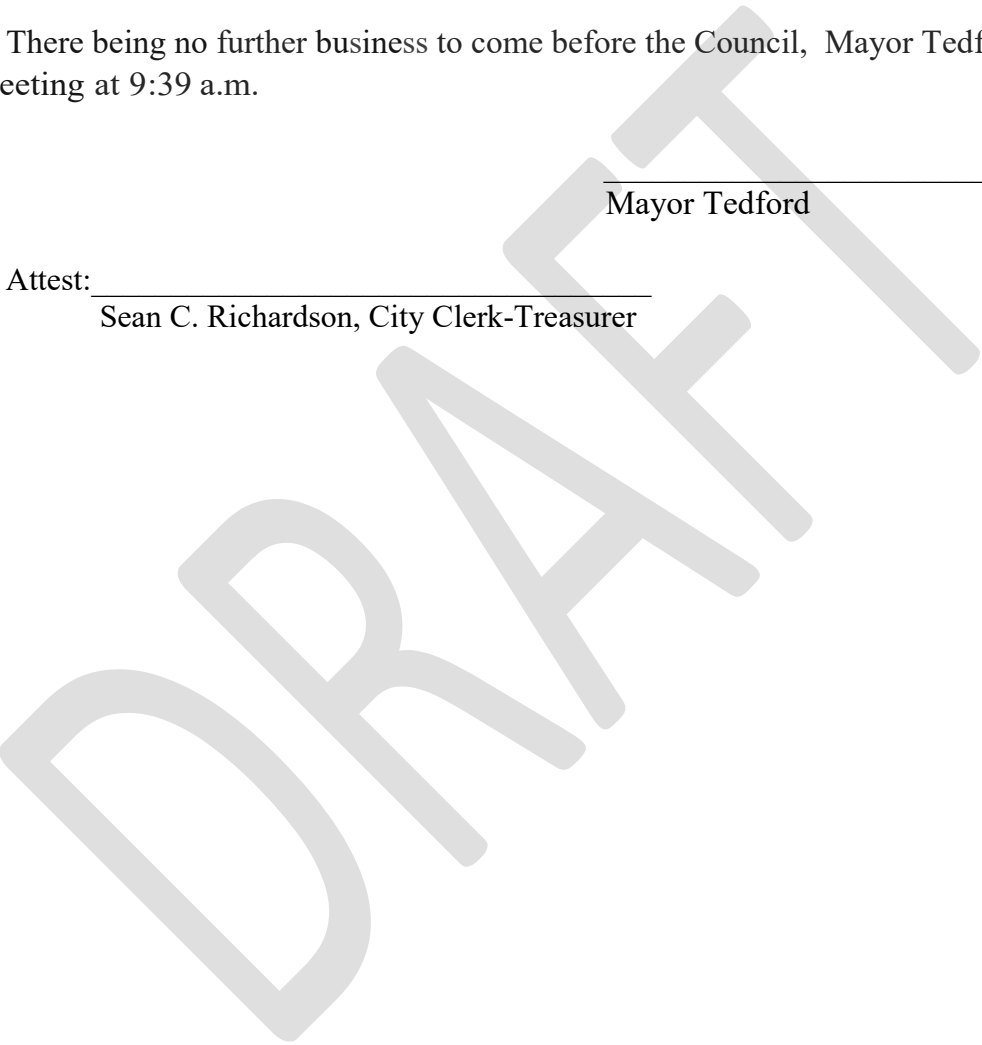 There being no further business to come before the Council, Mayor Tedf
eeting at 9:39 a.m.
Mayor Tedford
Attest:
Sean C. Richardson, City Clerk-Treasurer
DRAFT